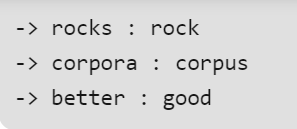 -> rocks : rock
-> corpora : corpus
-> better : good